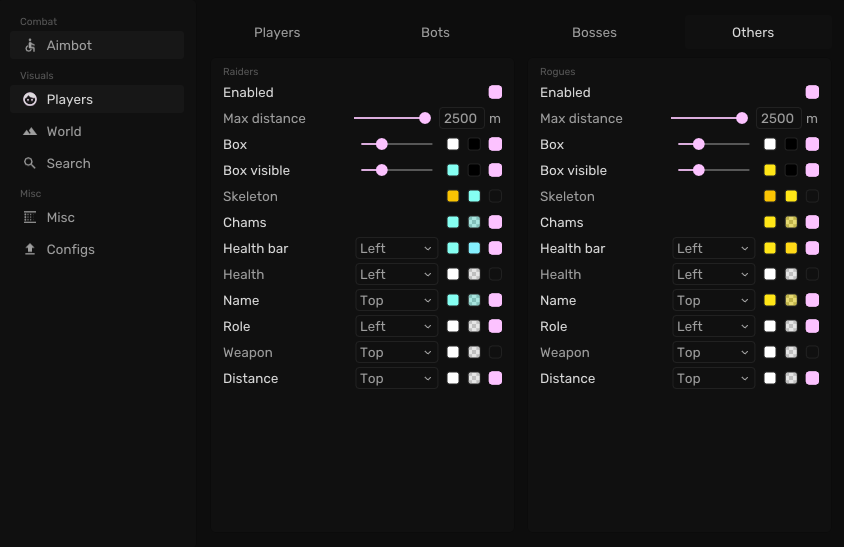 Combat
Aimbot
Visuals
Players
World
Search
Misc
Misc
Configs
Players Bots Bosses Others
Raiders
Enabled
Max distance 2500 m
Box
Box visible
Skeleton
Chams
Health bar Left
Health Left
Name Top
Role Left
Weapon Top
Distance Top
Rogues
Enabled
Max distance 2500 m
Box
Box visible
Skeleton
Chams
Health bar Left
Health Left
Name Top
Role Left
Weapon Top
Distance Top